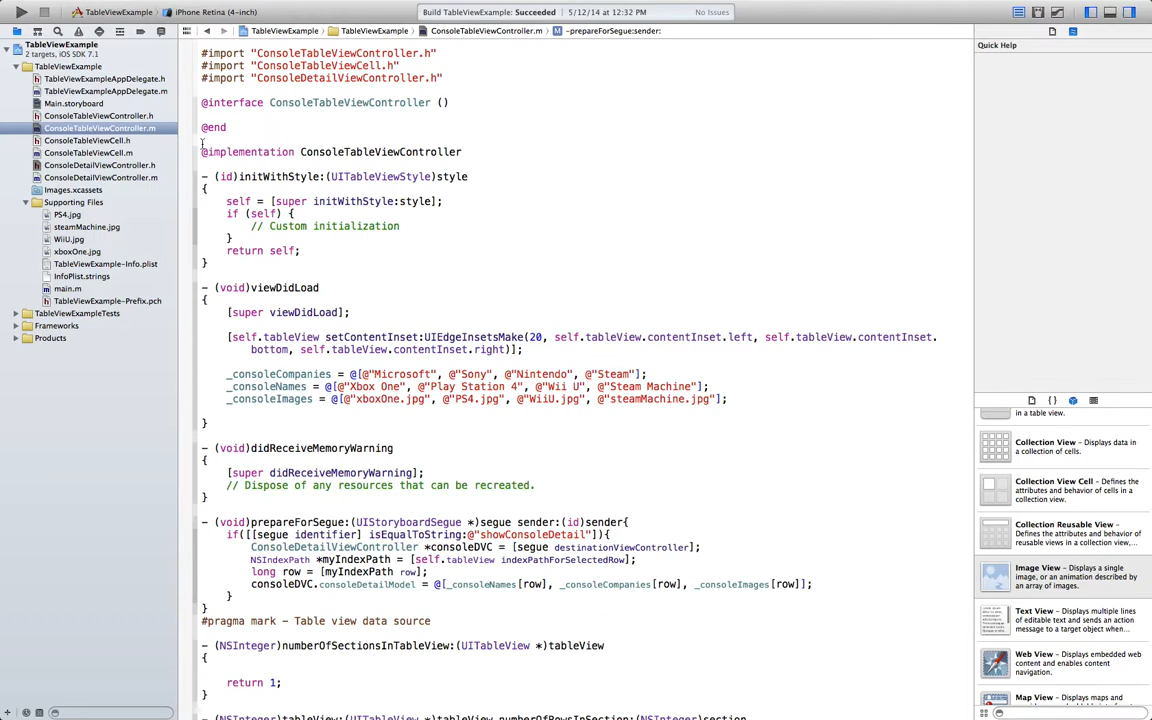 TableViewExample
iPhone Retina (4-inch)
Build TableViewExample: Succeeded
5/12/14 at 12:32 PM
No Issues
TableViewExample
TableViewExample
ConsoleTableViewController.m
M
-prepareForSegue:sender:
Quick Help
TableViewExample
2 targets, iOS SDK 7.1
TableViewExample
h
TableViewExampleAppDelegate.h
m
TableViewExampleAppDelegate.m
Main.storyboard
h
ConsoleTableViewController.h
ConsoleTableViewController.m
h
ConsoleTableViewCell.h
m
ConsoleTableViewCell.m
ConsoleDetailViewController.h
m
ConsoleDetailViewController.m
Images.xcassets
Supporting Files
PS4.jpg
steamMachine.jpg
WiiU.jpg
xboxOne.jpg
TableViewExample-Info.plist
InfoPlist.strings
m
main.m
h
TableViewExample-Prefix.pch
TableViewExampleTests
Frameworks
Products
#import "ConsoleTableViewController.h"
#import "ConsoleTableViewCell.h"
#import "ConsoleDetailViewController.h"
@interface ConsoleTableViewController ()
@end
@implementation ConsoleTableViewController
- (id)initWithStyle:(UITableViewStyle)style
{
self = [super initWithStyle:style];
if (self) {
// Custom initialization
}
return self;
}
- (void)viewDidLoad
{
[super viewDidLoad];
[self.tableView setContentInset:UIEdgeInsetsMake(20, self.tableView.contentInset.left, self.tableView.contentInset.
bottom, self.tableView.contentInset.right)];
_consoleCompanies = @[@"Microsoft", @"Sony", @"Nintendo", @"Steam"];
_consoleNames = @[@"Xbox One", @"Play Station 4", @"Wii U", @"Steam Machine"];
_consoleImages = @[@"xboxOne.jpg", @"PS4.jpg", @"WiiU.jpg", @"steamMachine.jpg"];
}
- (void)didReceiveMemoryWarning
{
[super didReceiveMemoryWarning];
// Dispose of any resources that can be recreated.
}
- (void)prepareForSegue:(UIStoryboardSegue *)segue sender:(id)sender{
if([[segue identifier] isEqualToString:@"showConsoleDetail"]){
ConsoleDetailViewController *consoleDVC = [segue destinationViewController];
NSIndexPath *myIndexPath = [self.tableView indexPathForSelectedRow];
long row = [myIndexPath row];
consoleDVC.consoleDetailModel = @[_consoleNames[row], _consoleCompanies[row], _consoleImages[row]];
}
}
#pragma mark - Table view data source
- (NSInteger)numberOfSectionsInTableView:(UITableView *)tableView
{
return 1;
}
- (NSInteger)tableView:(UITableView *)tableView numberOfRowsInSection:(NSInteger)section
in a table view.
Collection View - Displays data in
a collection of cells.
Collection View Cell - Defines the
attributes and behavior of cells in a
collection view.
Collection Reusable View -
Defines the attributes and behavior of
reusable views in a collection view,...
Image View - Displays a single
image, or an animation described by
an array of images.
Text View - Displays multiple lines
of editable text and sends an action
message to a target object when...
Web View - Displays embedded web
content and enables content
navigation.
Map View - Displays maps and